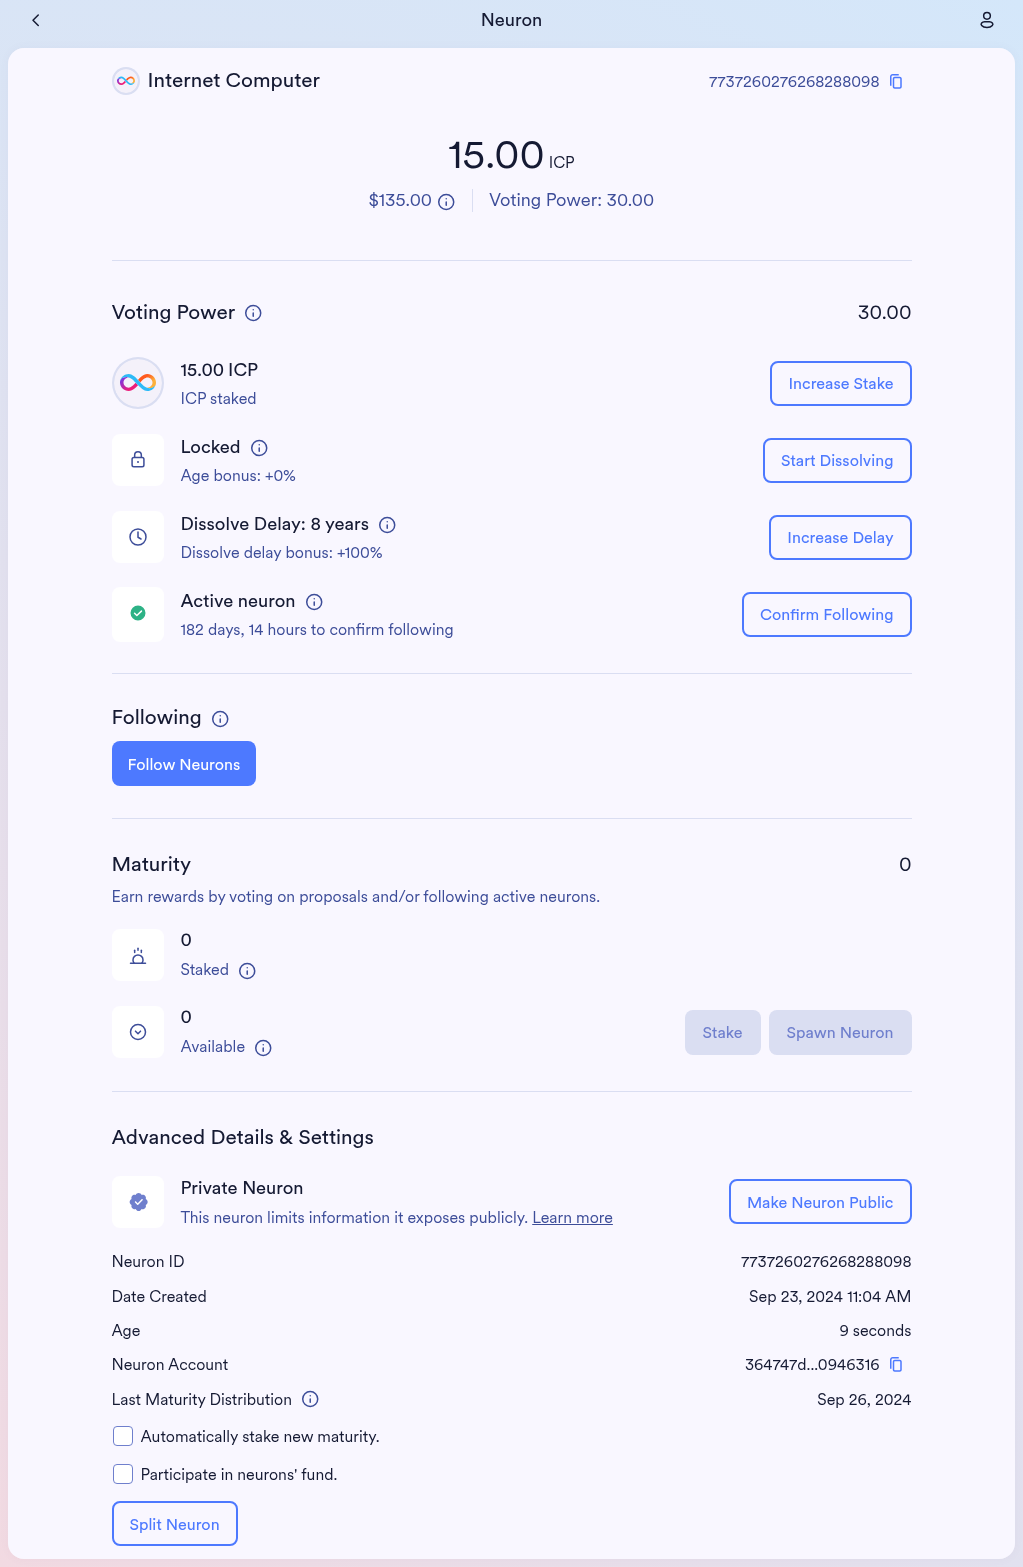 Neuron
Internet Computer
7737260276268288098
15.00 ICP
$135.00
Voting Power: 30.00
Voting Power
30.00
15.00 ICP
ICP staked
Increase Stake
Locked
Age bonus: +0%
Start Dissolving
Dissolve Delay: 8 years
Dissolve delay bonus: +100%
Increase Delay
Active neuron
182 days, 14 hours to confirm following
Confirm Following
Following
Follow Neurons
Maturity
0
Earn rewards by voting on proposals and/or following active neurons.
0
Staked
0
Available
Stake
Spawn Neuron
Advanced Details & Settings
Private Neuron
This neuron limits information it exposes publicly. Learn more
Make Neuron Public
Neuron ID
7737260276268288098
Date Created
Sep 23, 2024 11:04 AM
Age
9 seconds
Neuron Account
364747d...0946316
Last Maturity Distribution
Sep 26, 2024
Automatically stake new maturity.
Participate in neurons' fund.
Split Neuron